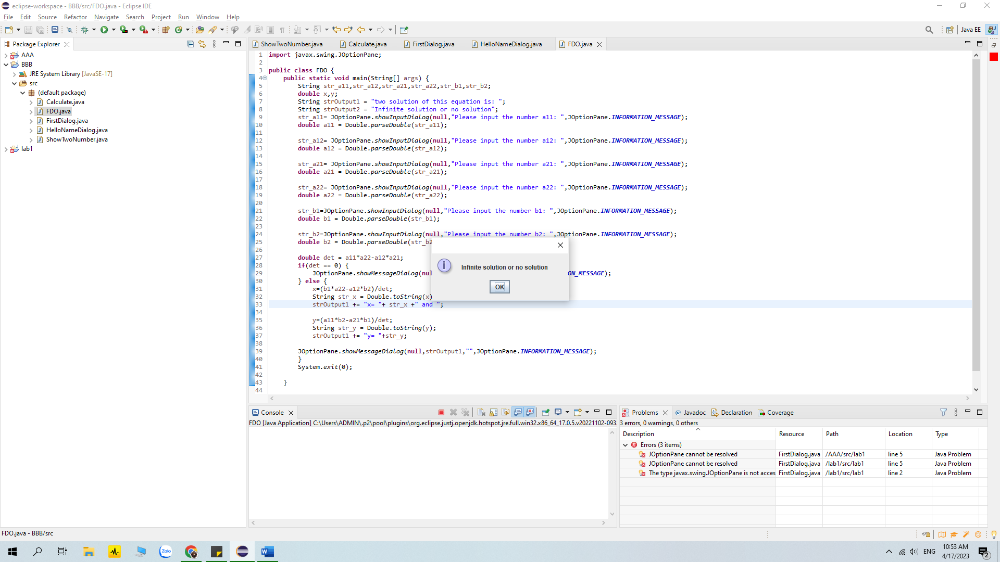 eclipse-workspace - BBB/src/FDO.java - Eclipse IDE
File Edit Source Refactor Navigate Search Project Run Window Help
Java EE
Package Explorer
AAA
BBB
JRE System Library [JavaSE-17]
src
(default package)
Calculate.java
FDO.java
FirstDialog.java
HelloNameDialog.java
ShowTwoNumber.java
lab1
ShowTwoNumber.java Calculate.java FirstDialog.java HelloNameDialog.java FDO.java
1 import javax.swing.JOptionPane;
2
3 public class FDO {
4 public static void main(String[] args) {
5 String str_a11,str_a12,str_a21,str_a22,str_b1,str_b2;
6 double x,y;
7 String strOutput1 = "two solution of this equation is: ";
8 String strOutput2 = "Infinite solution or no solution";
9 str_a11= JOptionPane.showInputDialog(null,"Please input the number a11: ",JOptionPane.INFORMATION_MESSAGE);
10 double a11 = Double.parseDouble(str_a11);
11
12 str_a12= JOptionPane.showInputDialog(null,"Please input the number a12: ",JOptionPane.INFORMATION_MESSAGE);
13 double a12 = Double.parseDouble(str_a12);
14
15 str_a21= JOptionPane.showInputDialog(null,"Please input the number a21: ",JOptionPane.INFORMATION_MESSAGE);
16 double a21 = Double.parseDouble(str_a21);
17
18 str_a22= JOptionPane.showInputDialog(null,"Please input the number a22: ",JOptionPane.INFORMATION_MESSAGE);
19 double a22 = Double.parseDouble(str_a22);
20
21 str_b1=JOptionPane.showInputDialog(null,"Please input the number b1: ",JOptionPane.INFORMATION_MESSAGE);
22 double b1 = Double.parseDouble(str_b1);
23
24 str_b2=JOptionPane.showInputDialog(null,"Please input the number b2: ",JOptionPane.INFORMATION_MESSAGE);
25 double b2 = Double.parseDouble(str_b2
26
27 double det = a11*a22-a12*a21;
28 if(det == 0) {
29 JOptionPane.showMessageDialog(nul ON_MESSAGE);
30 } else {
31 x=(b1*a22-a12*b2)/det;
32 String str_x = Double.toString(x)
33 strOutput1 += "x= "+ str_x +" and ";
34
35 y=(a11*b2-a21*b1)/det;
36 String str_y = Double.toString(y);
37 strOutput1 += "y= "+str_y;
38
39 JOptionPane.showMessageDialog(null,strOutput1,"",JOptionPane.INFORMATION_MESSAGE);
40 }
41 System.exit(0);
42
43 }
44
Infinite solution or no solution
OK
Console
FDO [Java Application] C:\Users\ADMIN\.p2\pool\plugins\org.eclipse.justj.openjdk.hotspot.jre.full.win32.x86_64_17.0.5.v20221102-093
Problems Javadoc Declaration Coverage
3 errors, 0 warnings, 0 others
Description Resource Path Location Type
Errors (3 items)
JOptionPane cannot be resolved FirstDialog.java /AAA/src/lab1 line 5 Java Problem
JOptionPane cannot be resolved FirstDialog.java /lab1/src/lab1 line 5 Java Problem
The type javax.swing.JOptionPane is not acces FirstDialog.java /lab1/src/lab1 line 2 Java Problem
FDO.java - BBB/src
Zalo
ENG
10:53 AM
4/17/2023
2